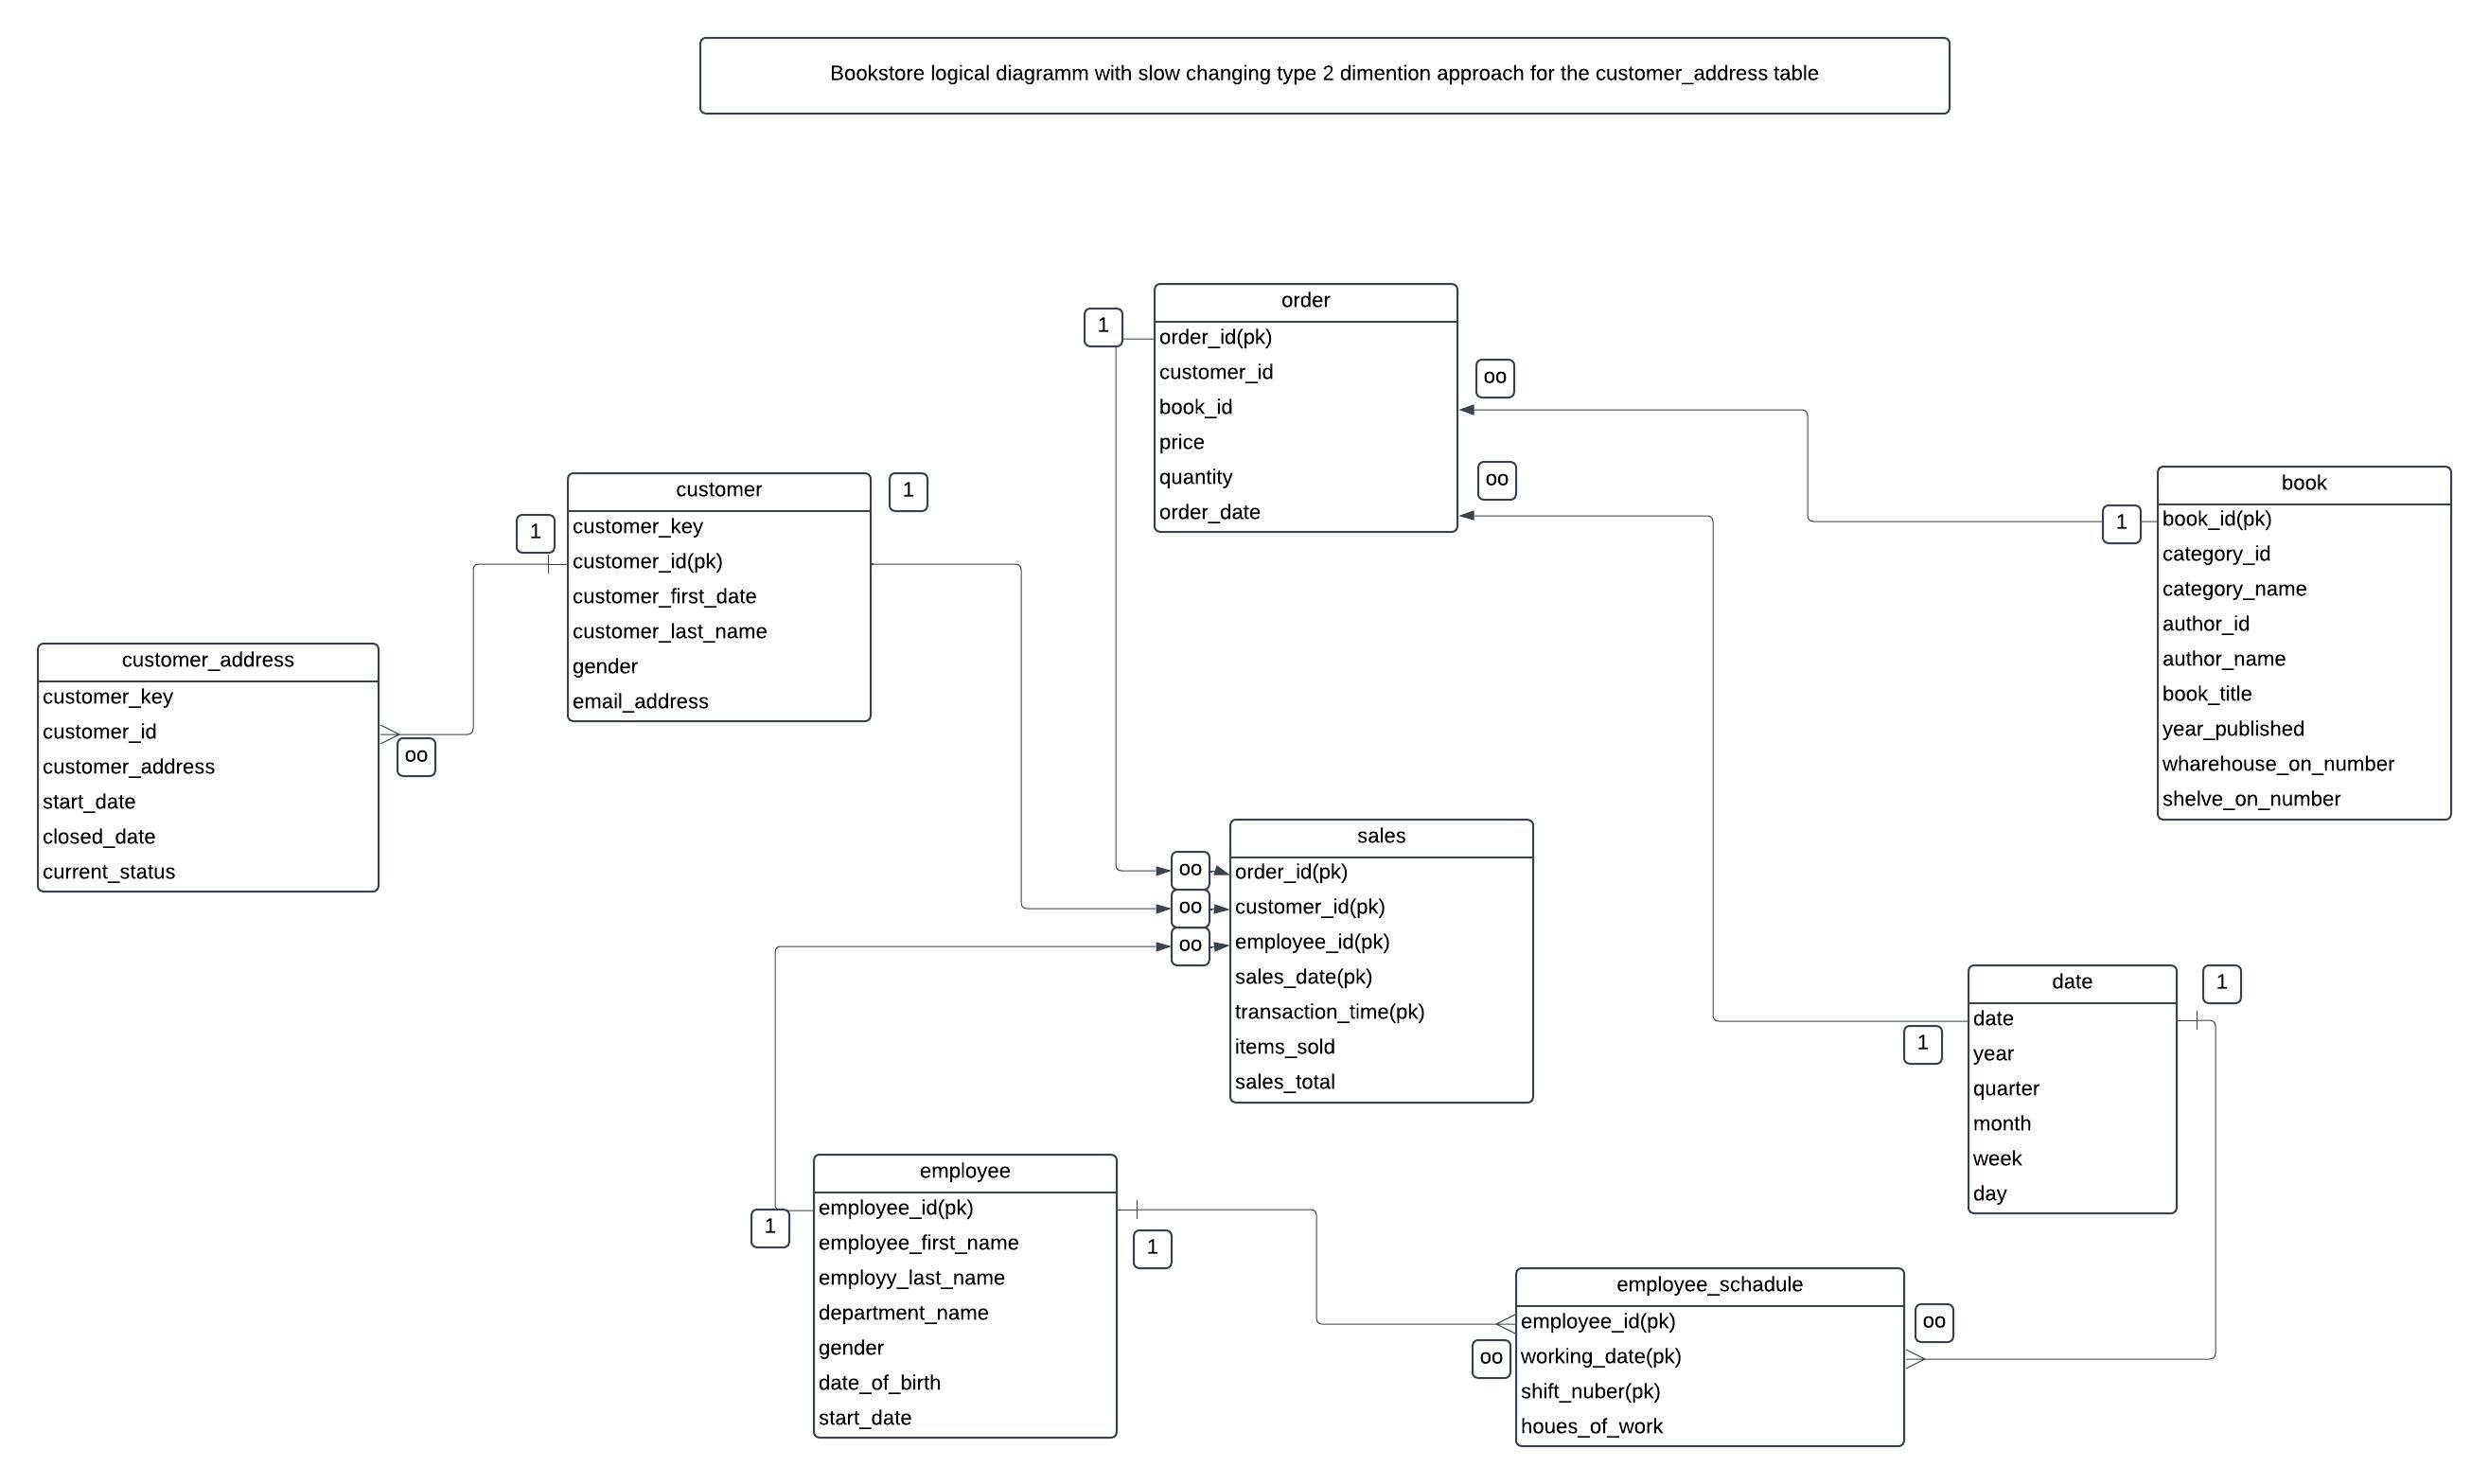 Bookstore logical diagramm with slow changing type 2 dimention approach for the customer_address table
order
order_id(pk)
customer_id
book_id
price
quantity
order_date
1
oo
oo
customer
customer_key
customer_id(pk)
customer_first_date
customer_last_name
gender
email_address
1
1
book
book_id(pk)
category_id
category_name
author_id
author_name
book_title
year_published
wharehouse_on_number
shelve_on_number
1
customer_address
customer_key
customer_id
customer_address
start_date
closed_date
current_status
oo
sales
order_id(pk)
customer_id(pk)
employee_id(pk)
sales_date(pk)
transaction_time(pk)
items_sold
sales_total
oo
oo
oo
date
date
year
quarter
month
week
day
1
1
employee
employee_id(pk)
employee_first_name
employy_last_name
department_name
gender
date_of_birth
start_date
1
1
employee_schadule
employee_id(pk)
working_date(pk)
shift_nuber(pk)
houes_of_work
oo
oo